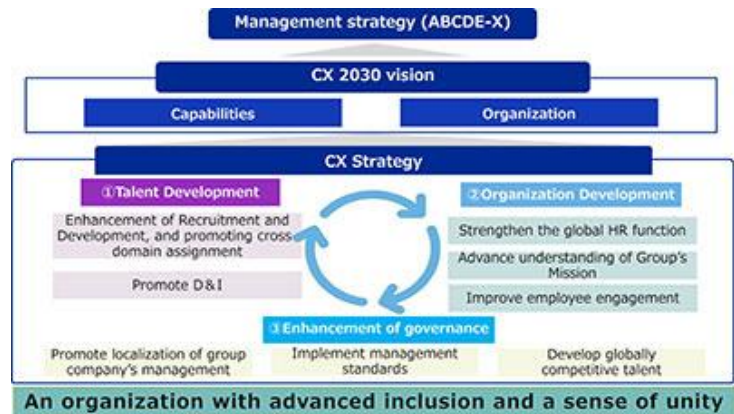 Management strategy (ABCDE-X)
CX 2030 vision
Capabilities
Organization
CX Strategy
①Talent Development
Enhancement of Recruitment and
Development, and promoting cross
domain assignment
Promote D&I
②Organization Development
Strengthen the global HR function
Advance understanding of Group's
Mission
Improve employee engagement
③Enhancement of governance
Promote localization of group
company's management
Implement management
standards
Develop globally
competitive talent
An organization with advanced inclusion and a sense of unity